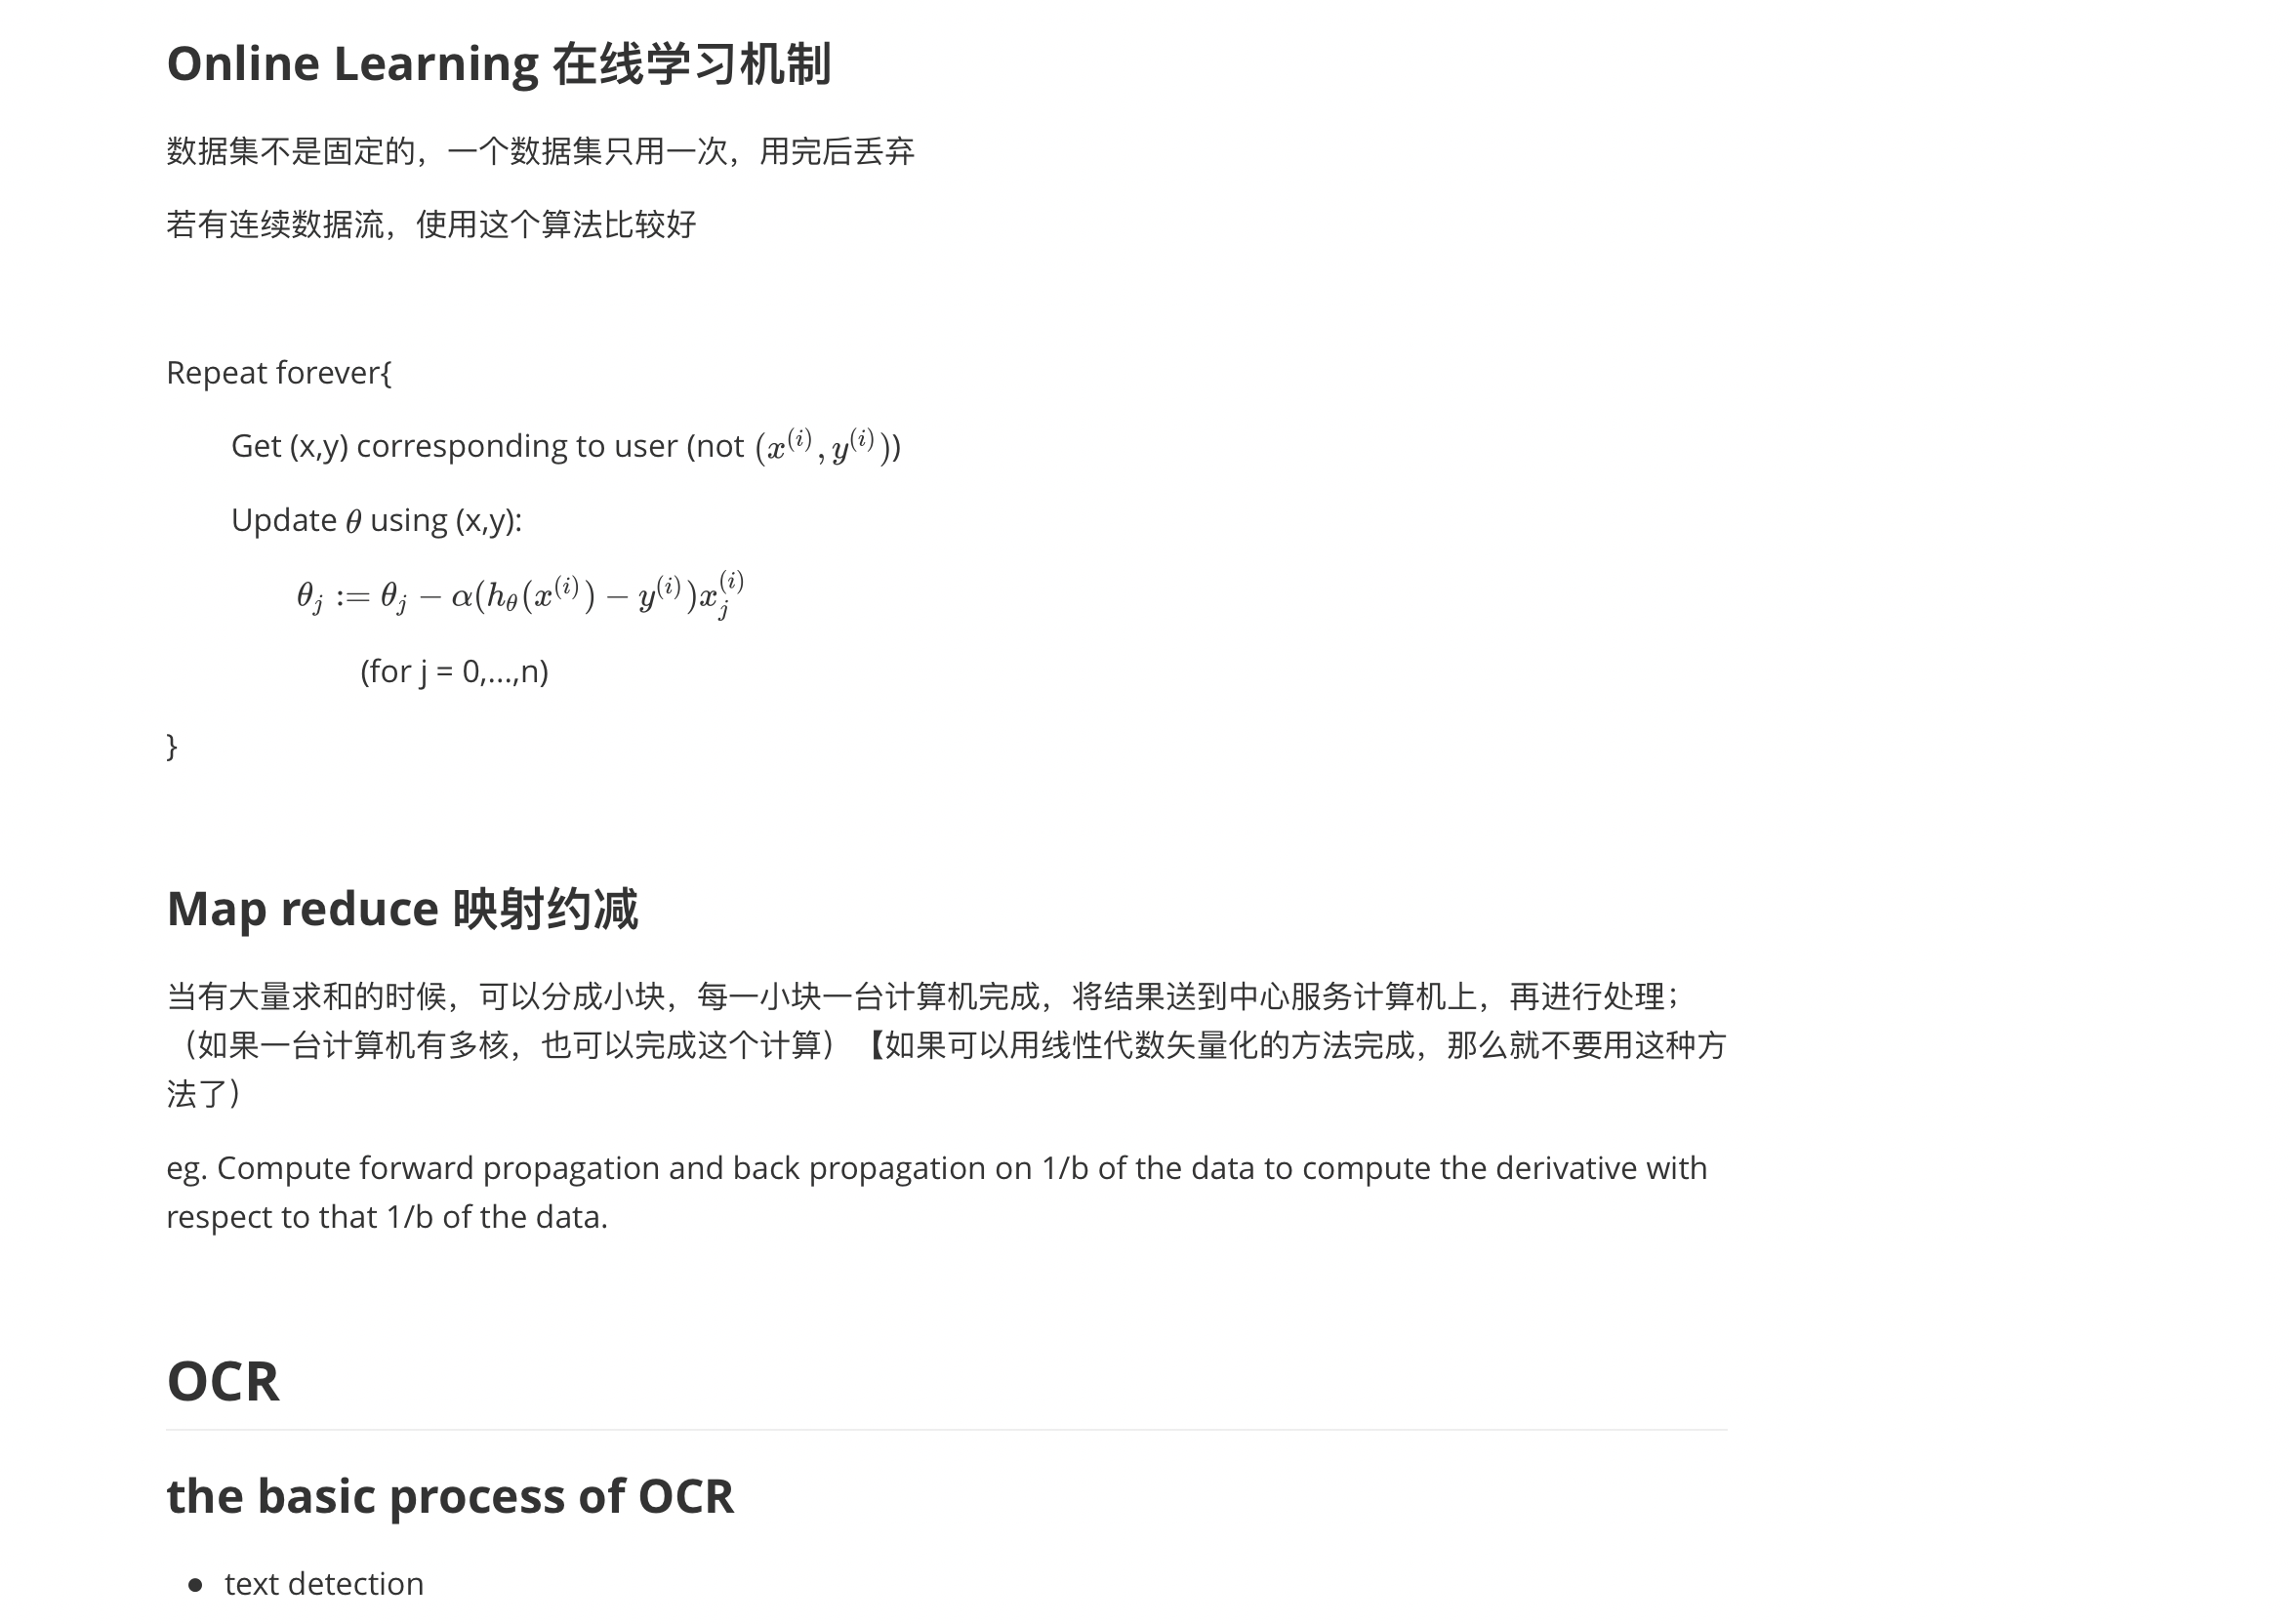 Online Learning 在线学习机制
数据集不是固定的，一个数据集只用一次，用完后丢弃
若有连续数据流，使用这个算法比较好
Repeat forever{
Get (x,y) corresponding to user (not $(x^{(i)}, y^{(i)})$)
Update $\theta$ using (x,y):
$\theta_j := \theta_j - \alpha(h_\theta(x^{(i)}) - y^{(i)})x_j^{(i)}$
(for j = 0,...,n)
}
Map reduce 映射约减
当有大量求和的时候，可以分成小块，每一小块一台计算机完成，将结果送到中心服务计算机上，再进行处理；
（如果一台计算机有多核，也可以完成这个计算）【如果可以用线性代数矢量化的方法完成，那么就不要用这种方
法了）
eg. Compute forward propagation and back propagation on 1/b of the data to compute the derivative with
respect to that 1/b of the data.
OCR
the basic process of OCR
• text detection